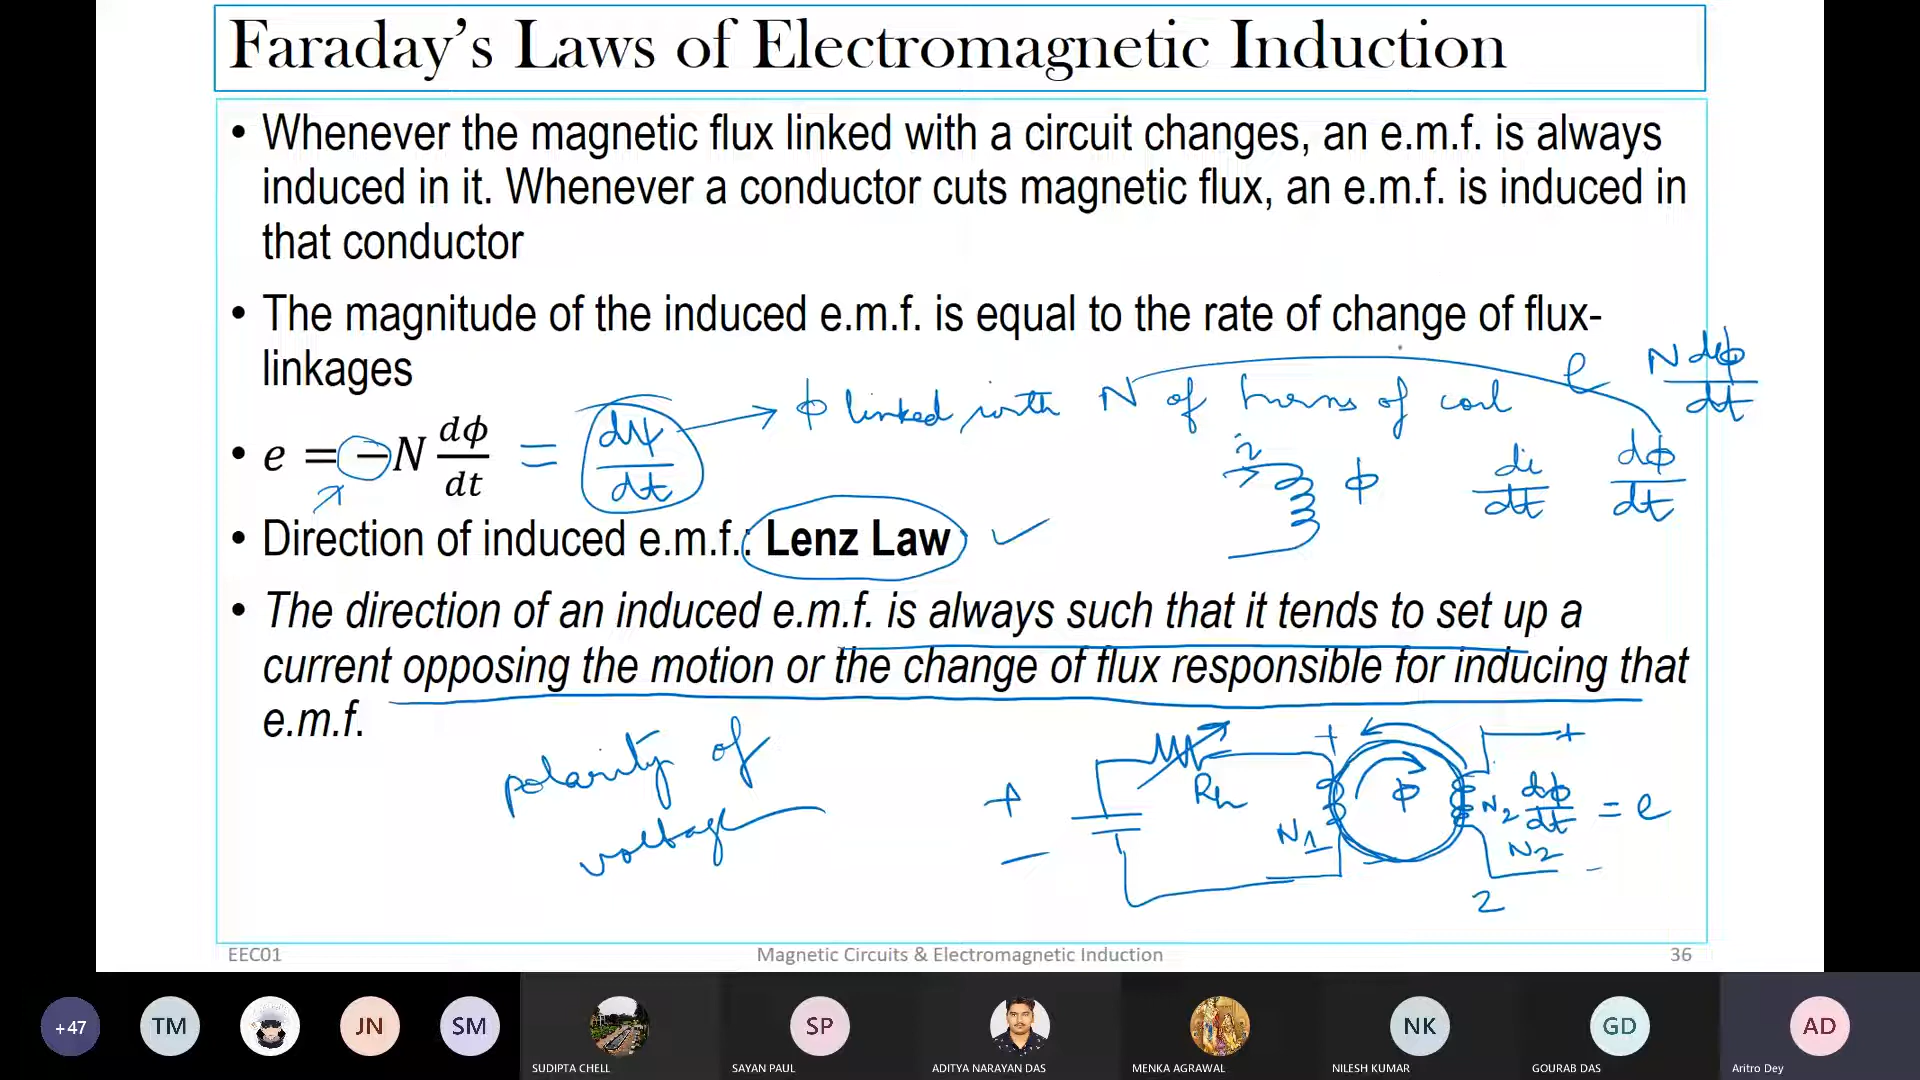 Faraday's Laws of Electromagnetic Induction
• Whenever the magnetic flux linked with a circuit changes, an e.m.f. is always
induced in it. Whenever a conductor cuts magnetic flux, an e.m.f. is induced in
that conductor
• The magnitude of the induced e.m.f. is equal to the rate of change of flux-
linkages
e N dϕ/dt
ϕ linked with N of turns of coil
• e = −N dϕ/dt = dψ/dt
i ϕ di/dt dϕ/dt
• Direction of induced e.m.f.: Lenz Law
• The direction of an induced e.m.f. is always such that it tends to set up a
current opposing the motion or the change of flux responsible for inducing that
e.m.f.
polarity of
voltage
+ − Rh N1 + ϕ
+ N2 dϕ/dt = e
N2 −
2
EEC01 Magnetic Circuits & Electromagnetic Induction 36
+47 TM JN SM SP NK GD AD
SUDIPTA CHELL SAYAN PAUL ADITYA NARAYAN DAS MENKA AGRAWAL NILESH KUMAR GOURAB DAS Aritro Dey